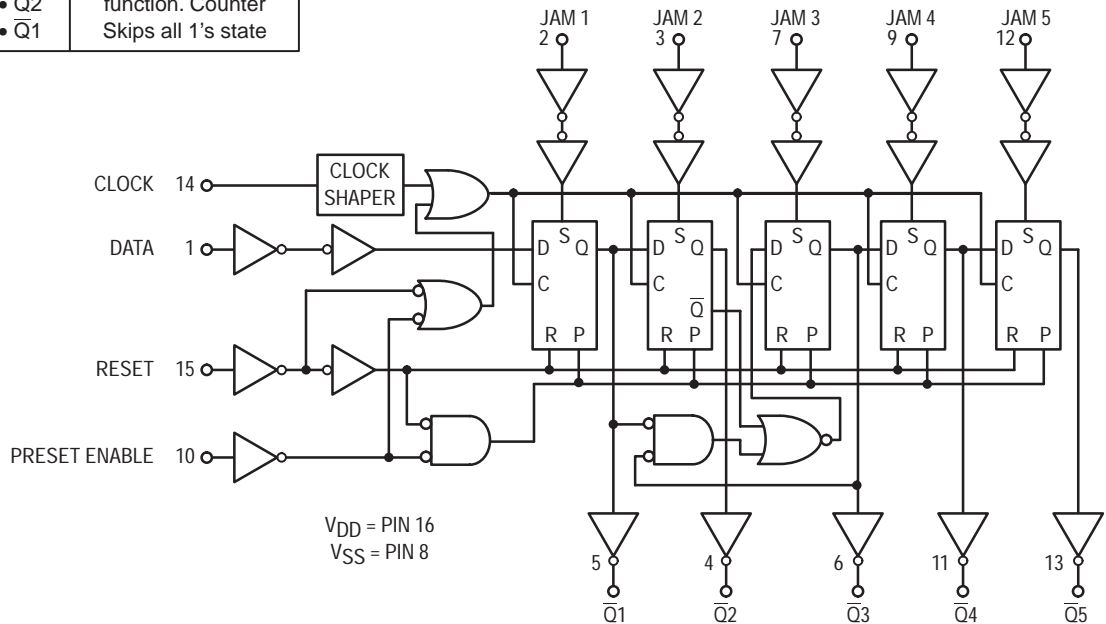 • Q2 function. Counter
• Q̅1 Skips all 1's state
JAM 1 JAM 2 JAM 3 JAM 4 JAM 5
2 3 7 9 12
CLOCK 14
CLOCK
SHAPER
DATA 1
RESET 15
PRESET ENABLE 10
S S S S S
D Q D Q D Q D Q D Q
C C C C C
Q̅
R P R P R P R P R P
VDD = PIN 16
VSS = PIN 8
5 4 6 11 13
Q̅1 Q̅2 Q̅3 Q̅4 Q̅5